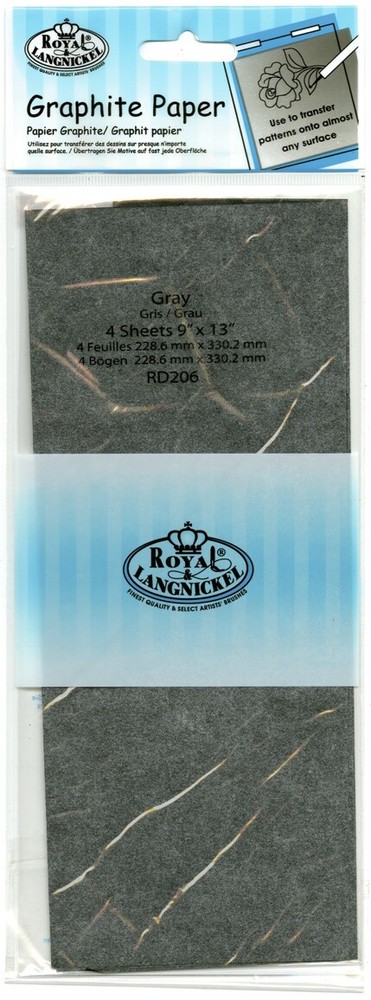 ROYAL
&
LANGNICKEL®
FINEST QUALITY & SELECT ARTISTS' BRUSHES
Graphite Paper
Papier Graphite/ Graphit papier
Utilisez pour transférer des dessins sur presque n'importe
quelle surface. / Übertragen Sie Motive auf fast jede Oberfläche
Use to transfer
patterns onto almost
any surface
Gray
Gris / Grau
4 Sheets 9" x 13"
4 Feuilles 228.6 mm x 330.2 mm
4 Bögen 228.6 mm x 330.2 mm
RD206
ROYAL®
&
LANGNICKEL
FINEST QUALITY & SELECT ARTISTS' BRUSHES